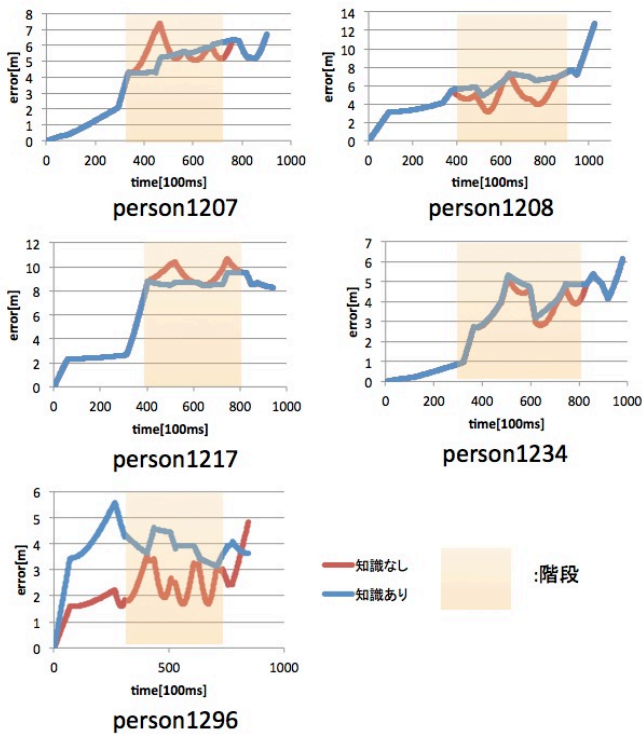 error[m]
8
7
6
5
4
3
2
1
0
0 200 400 600 800 1000
time[100ms]
person1207
error[m]
14
12
10
8
6
4
2
0
0 200 400 600 800 1000
time[100ms]
person1208
error[m]
12
10
8
6
4
2
0
0 200 400 600 800 1000
time[100ms]
person1217
error[m]
7
6
5
4
3
2
1
0
0 200 400 600 800 1000
time[100ms]
person1234
error[m]
6
5
4
3
2
1
0
0 500 1000
time[100ms]
person1296
知識なし
知識あり
:階段